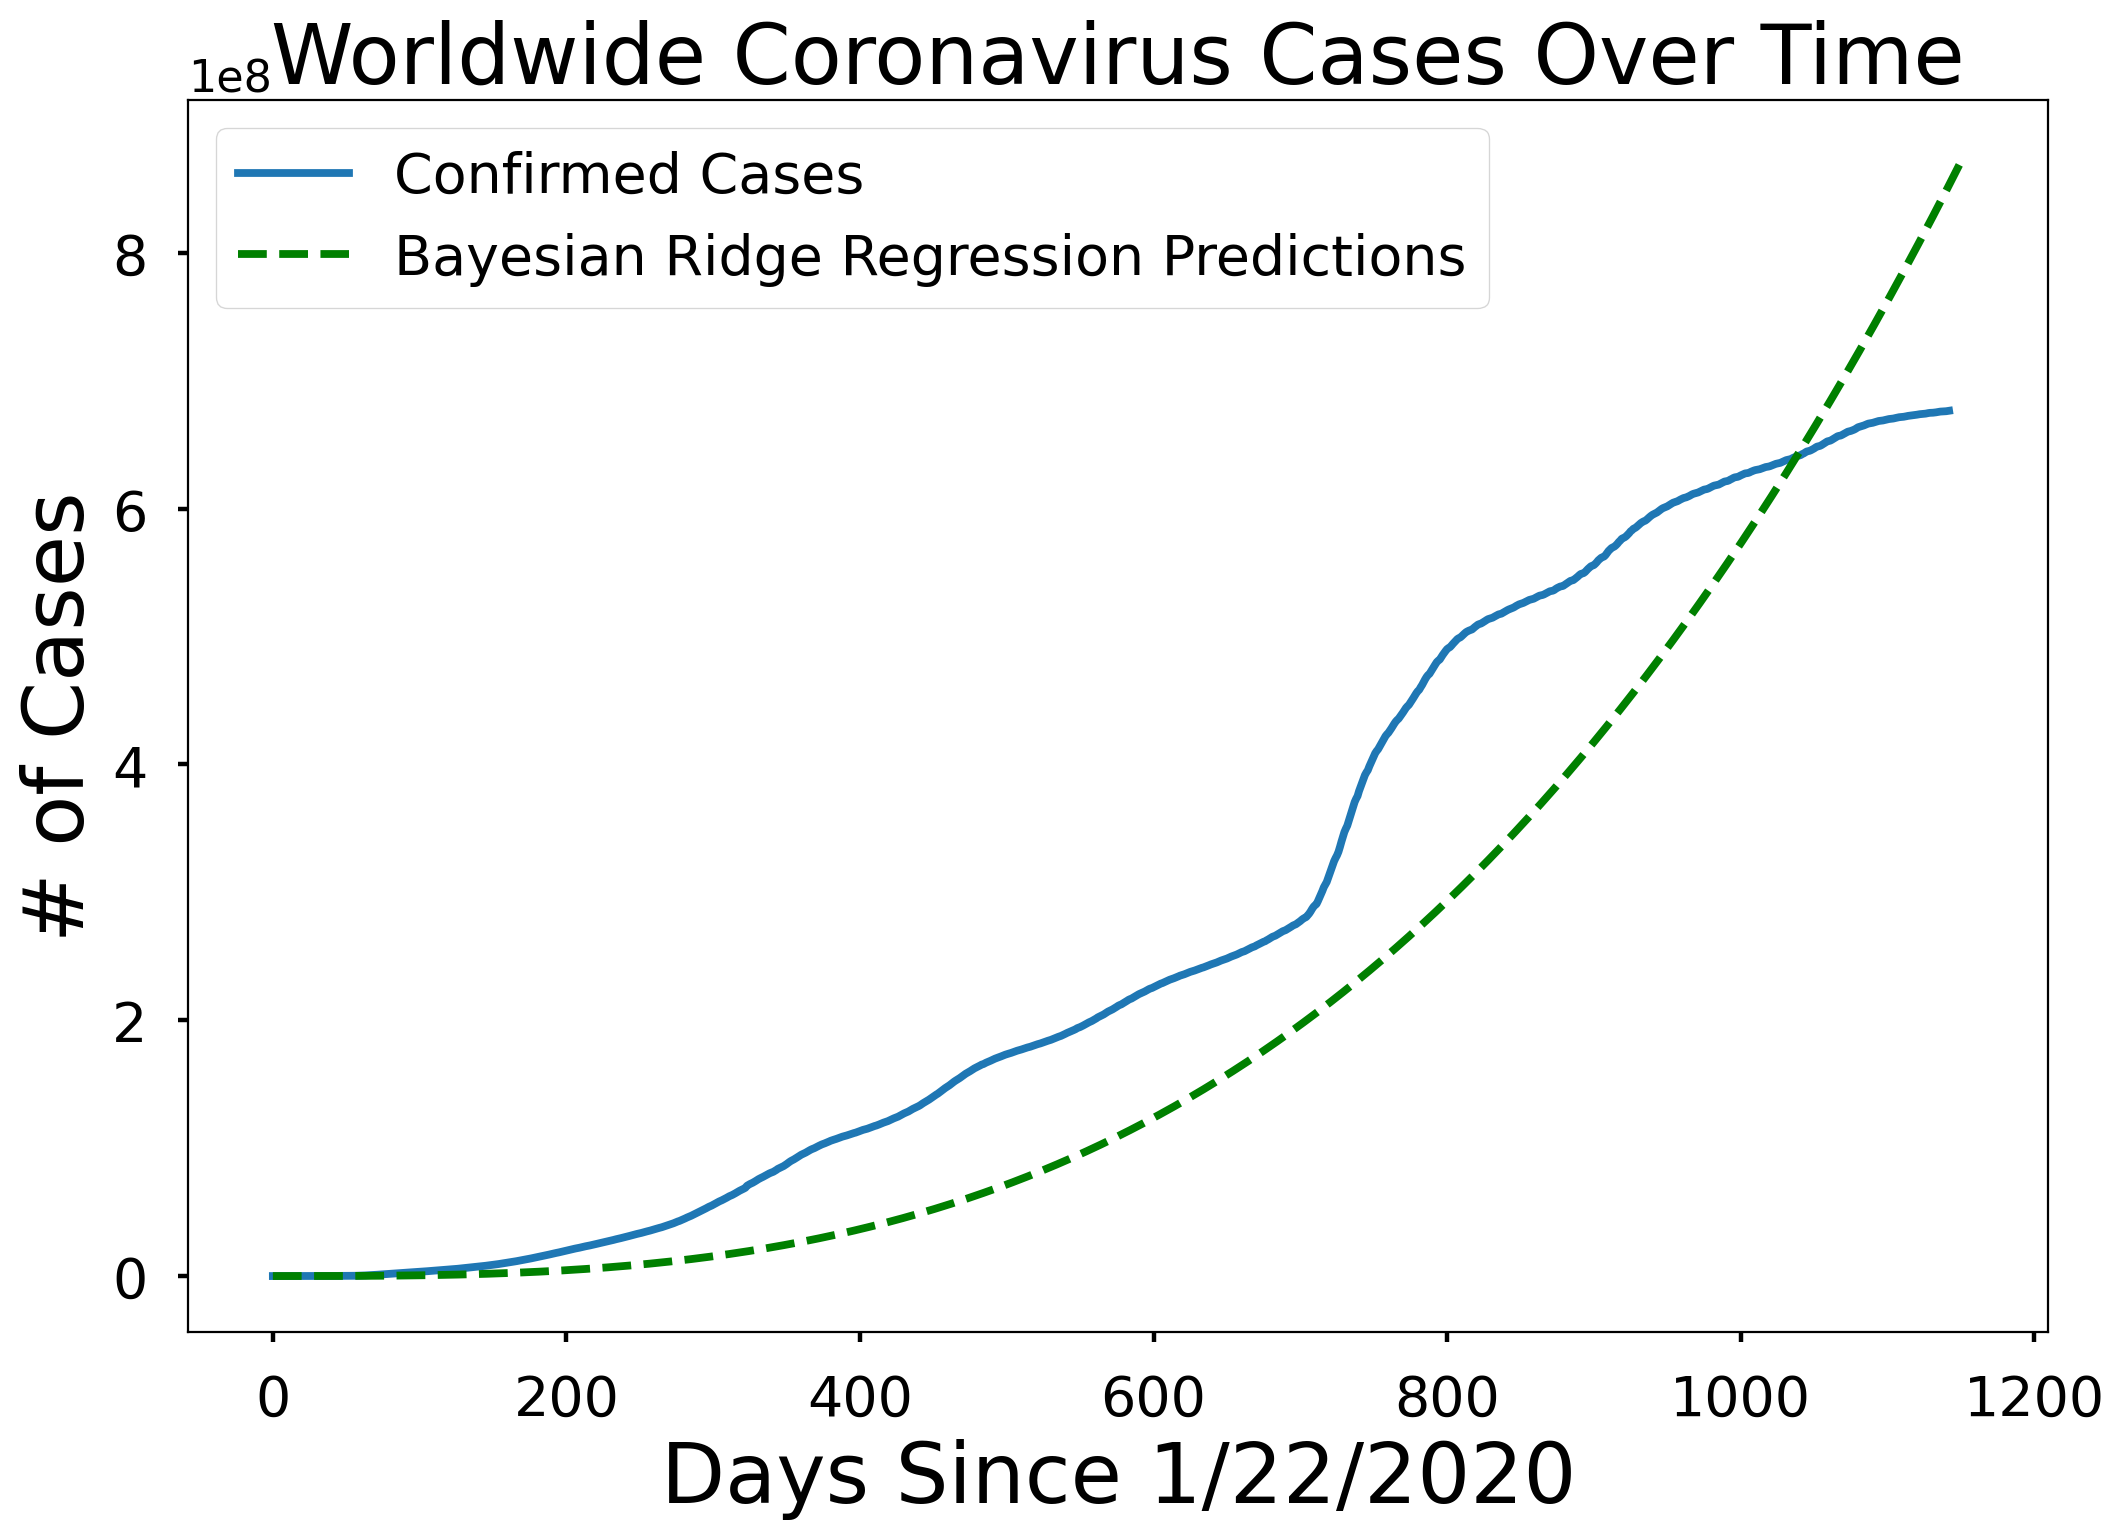 Worldwide Coronavirus Cases Over Time
1e8
Confirmed Cases
Bayesian Ridge Regression Predictions
8
6
4
2
0
# of Cases
0 200 400 600 800 1000 1200
Days Since 1/22/2020